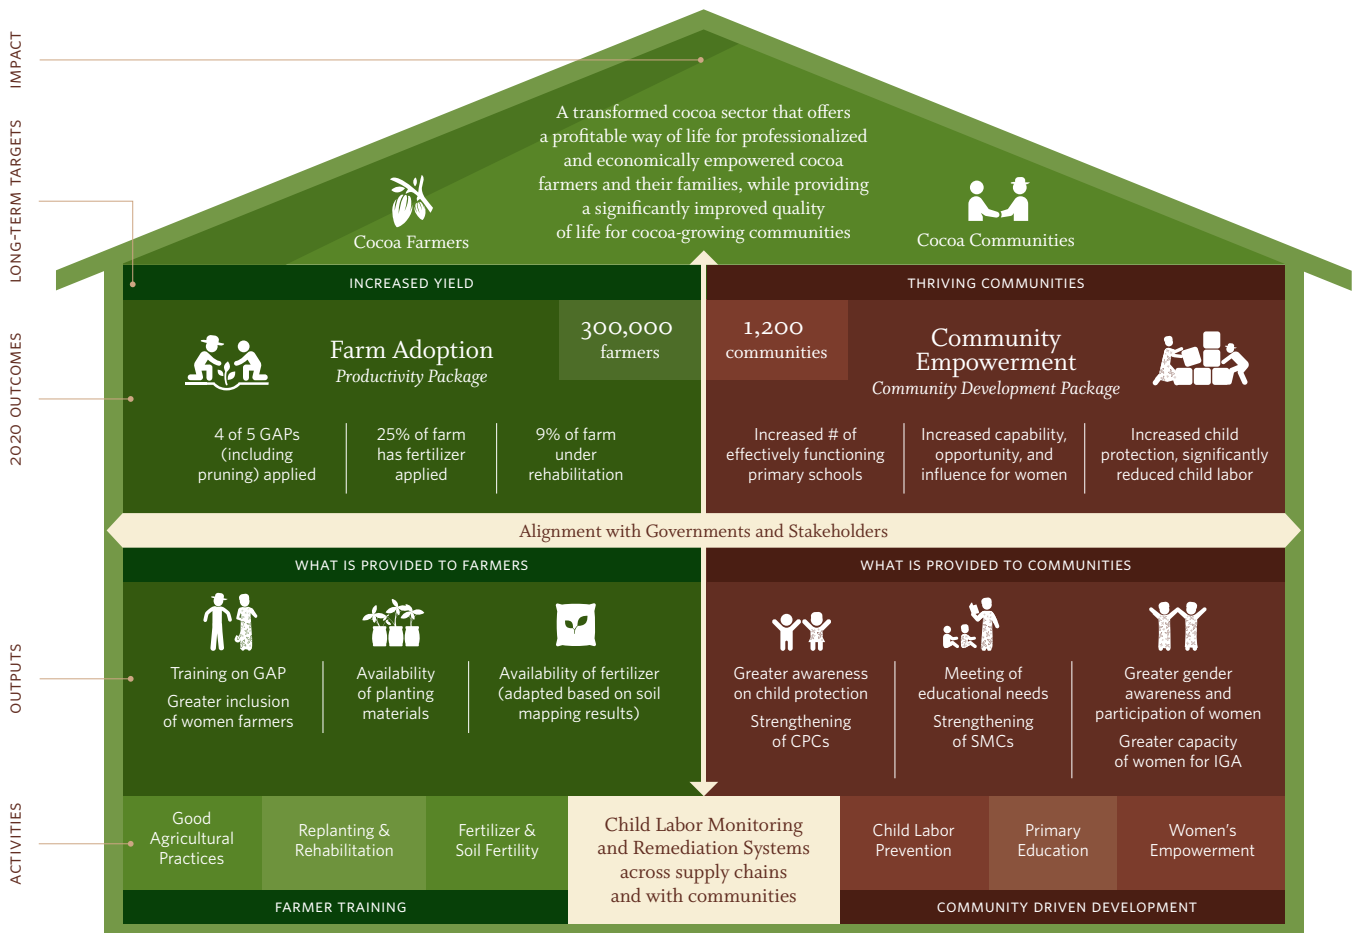 IMPACT
A transformed cocoa sector that offers
a profitable way of life for professionalized
and economically empowered cocoa
farmers and their families, while providing
a significantly improved quality
of life for cocoa-growing communities
Cocoa Farmers
Cocoa Communities
LONG-TERM TARGETS
INCREASED YIELD
THRIVING COMMUNITIES
2020 OUTCOMES
Farm Adoption
Productivity Package
300,000
farmers
1,200
communities
Community
Empowerment
Community Development Package
4 of 5 GAPs
(including
pruning) applied
25% of farm
has fertilizer
applied
9% of farm
under
rehabilitation
Increased # of
effectively functioning
primary schools
Increased capability,
opportunity, and
influence for women
Increased child
protection, significantly
reduced child labor
Alignment with Governments and Stakeholders
WHAT IS PROVIDED TO FARMERS
WHAT IS PROVIDED TO COMMUNITIES
OUTPUTS
Training on GAP
Greater inclusion
of women farmers
Availability
of planting
materials
Availability of fertilizer
(adapted based on soil
mapping results)
Greater awareness
on child protection
Strengthening
of CPCs
Meeting of
educational needs
Strengthening
of SMCs
Greater gender
awareness and
participation of women
Greater capacity
of women for IGA
ACTIVITIES
Good
Agricultural
Practices
Replanting &
Rehabilitation
Fertilizer &
Soil Fertility
Child Labor Monitoring
and Remediation Systems
across supply chains
and with communities
Child Labor
Prevention
Primary
Education
Women's
Empowerment
FARMER TRAINING
COMMUNITY DRIVEN DEVELOPMENT